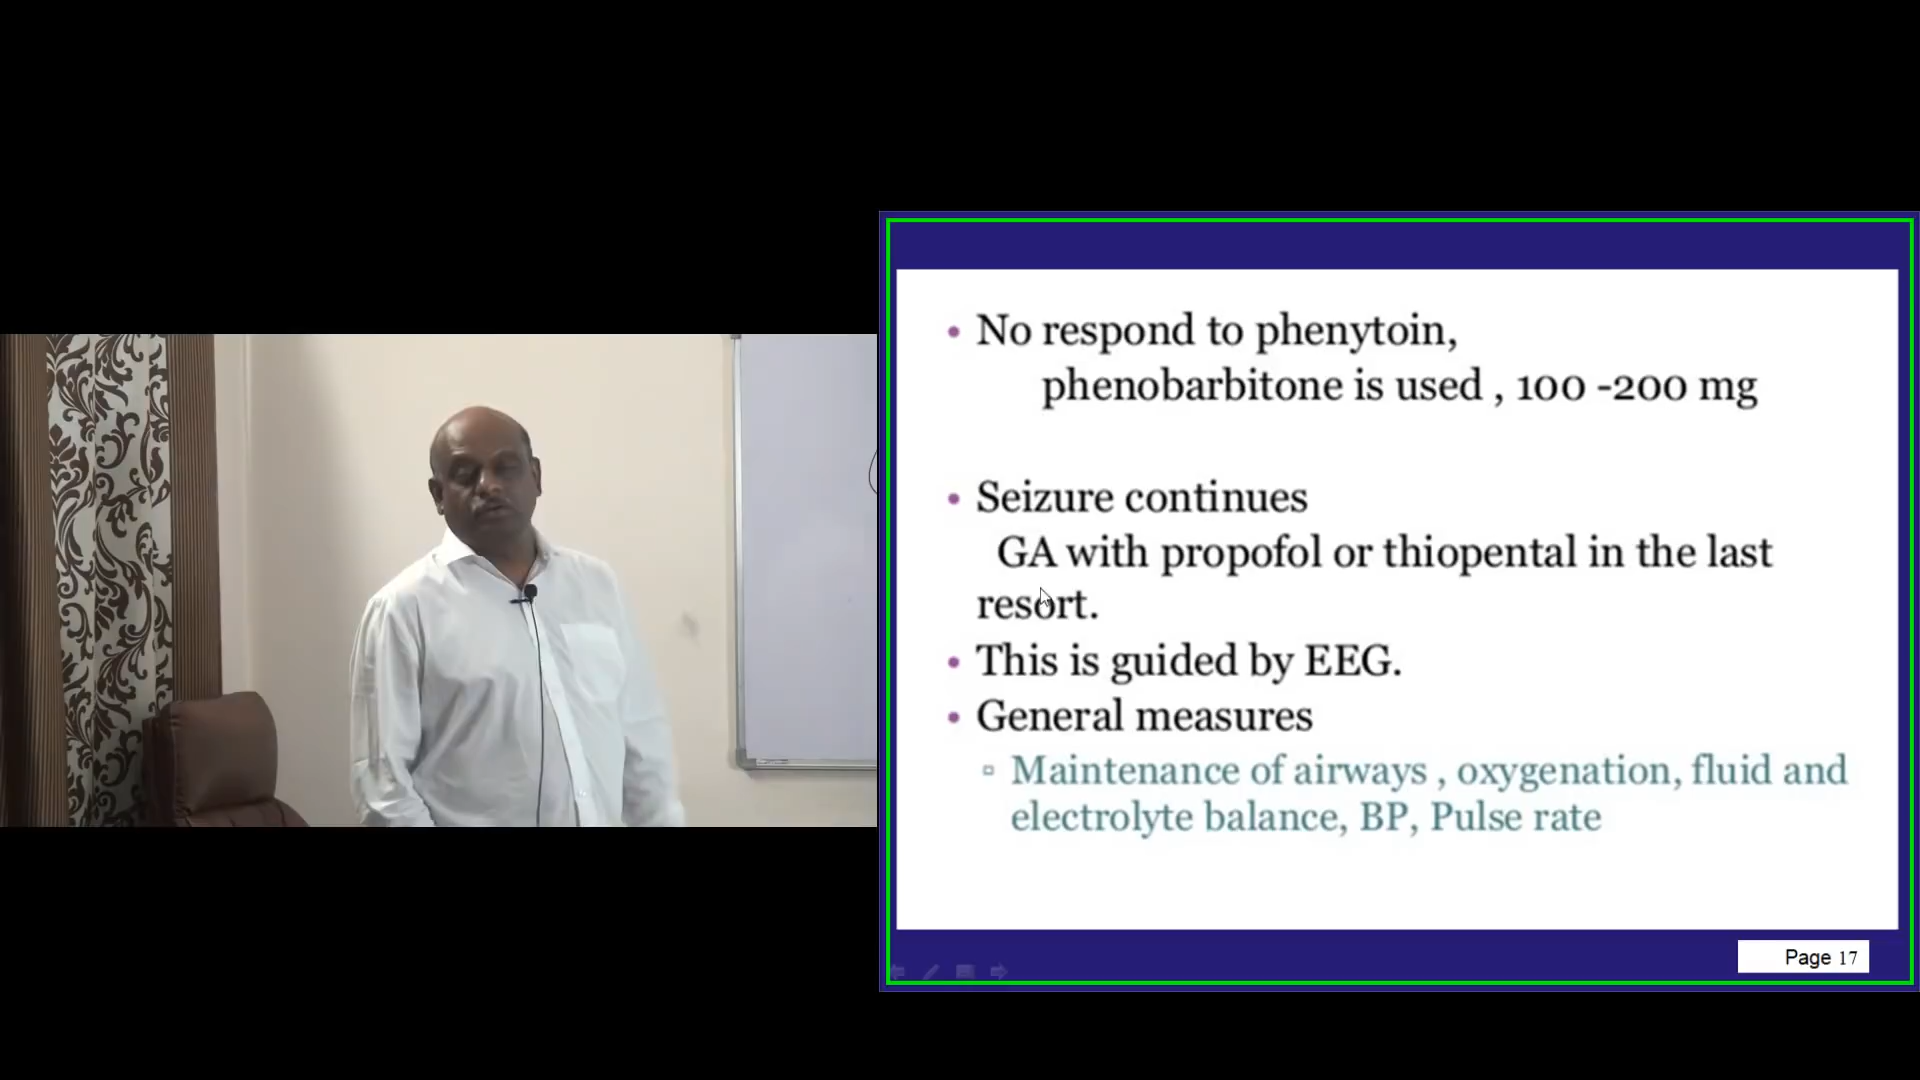 • No respond to phenytoin,
phenobarbitone is used , 100 -200 mg
• Seizure continues
GA with propofol or thiopental in the last
resort.
• This is guided by EEG.
• General measures
▫ Maintenance of airways , oxygenation, fluid and
electrolyte balance, BP, Pulse rate
Page 17